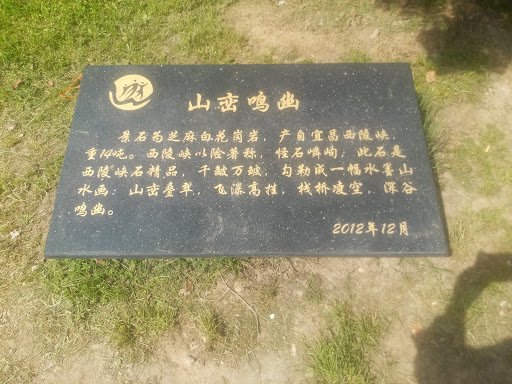 山峦鸣幽
景石为芝麻白花岗岩，产自宜昌西陵峡，
重14吨。西陵峡以险著称，怪石嶙峋；此石是
西陵峡石精品，千皱万皴，勾勒成一幅水墨山
水画：山峦叠翠，飞瀑高挂，栈桥凌空，深谷
鸣幽。
2012年12月